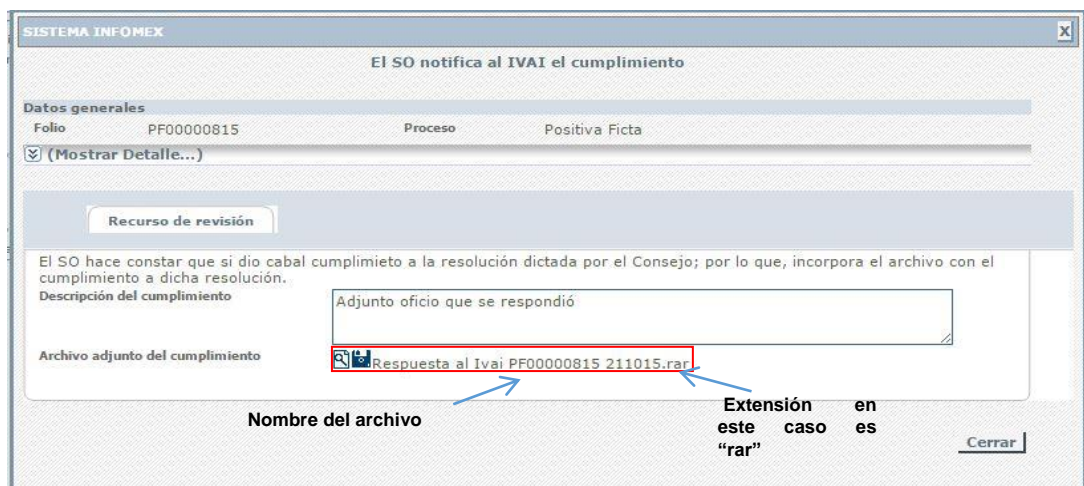 SISTEMA INFOMEX
X
El SO notifica al IVAI el cumplimiento
Datos generales
Folio PF00000815 Proceso Positiva Ficta
(Mostrar Detalle...)
Recurso de revisión
El SO hace constar que si dio cabal cumplimieto a la resolución dictada por el Consejo; por lo que, incorpora el archivo con el
cumplimiento a dicha resolución.
Descripción del cumplimiento Adjunto oficio que se respondió
Archivo adjunto del cumplimiento Respuesta al Ivai PF00000815 211015.rar
Nombre del archivo
Extensión en
este caso es
“rar”
Cerrar